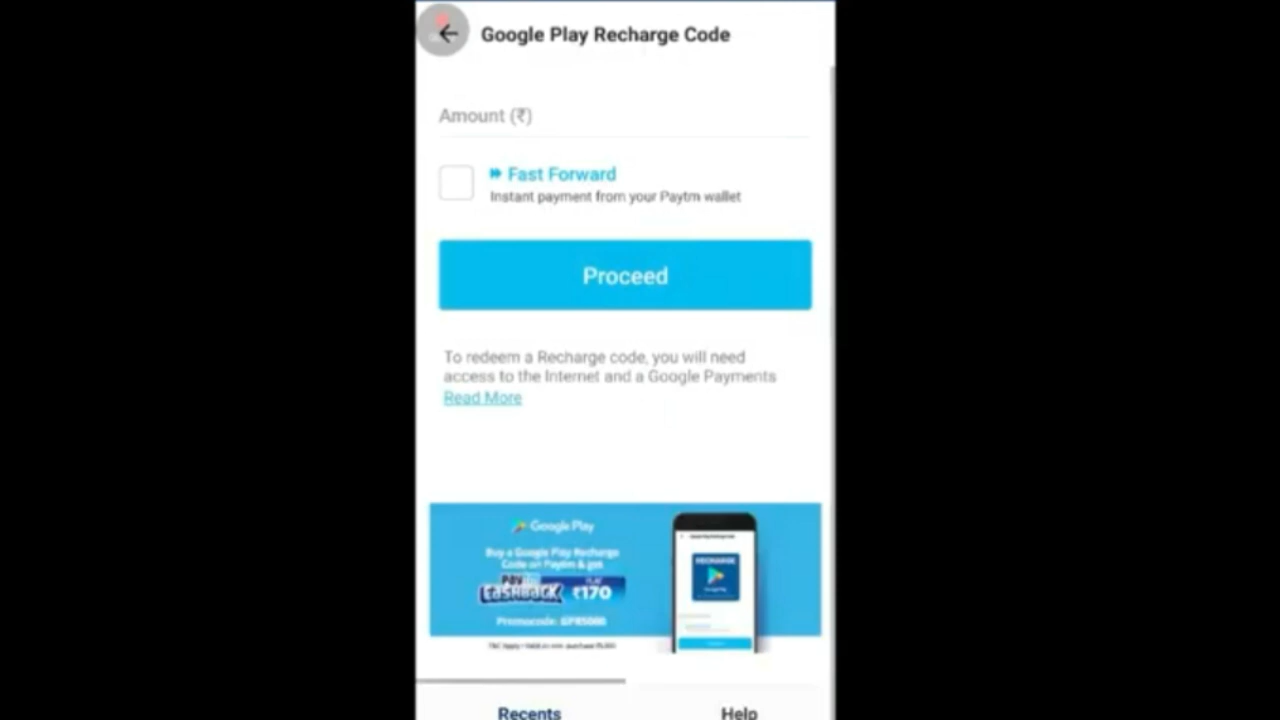 Google Play Recharge Code
Amount (₹)
Fast Forward
Instant payment from your Paytm wallet
Proceed
To redeem a Recharge code, you will need
access to the Internet and a Google Payments
Read More
Google Play
Buy a Google Play Recharge
Code on Paytm & get
CASHBACK ₹170
Promocode:
RECHARGE
Recents
Help